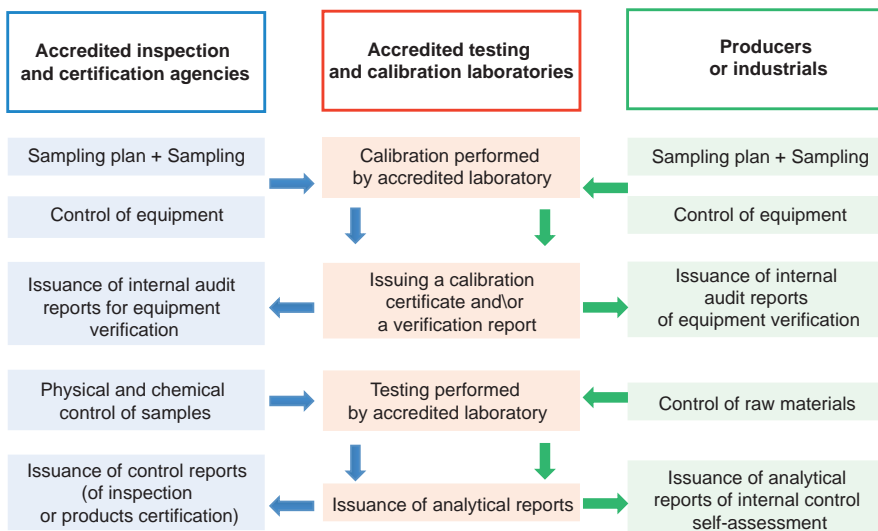 Accredited inspection
and certification agencies
Accredited testing
and calibration laboratories
Producers
or industrials
Sampling plan + Sampling
Calibration performed
by accredited laboratory
Sampling plan + Sampling
Control of equipment
Control of equipment
Issuance of internal audit
reports for equipment
verification
Issuing a calibration
certificate and\or
a verification report
Issuance of internal
audit reports
of equipment verification
Physical and chemical
control of samples
Testing performed
by accredited laboratory
Control of raw materials
Issuance of control reports
(of inspection
or products certification)
Issuance of analytical reports
Issuance of analytical
reports of internal control
self-assessment